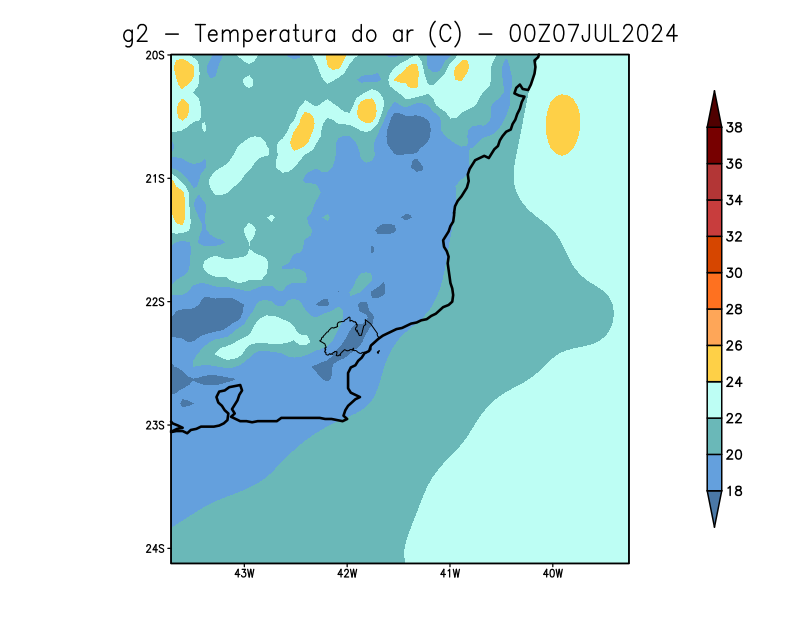 g2 – Temperatura do ar (C) – 00Z07JUL2024
20S
21S
22S
23S
24S
43W
42W
41W
40W
38
36
34
32
30
28
26
24
22
20
18